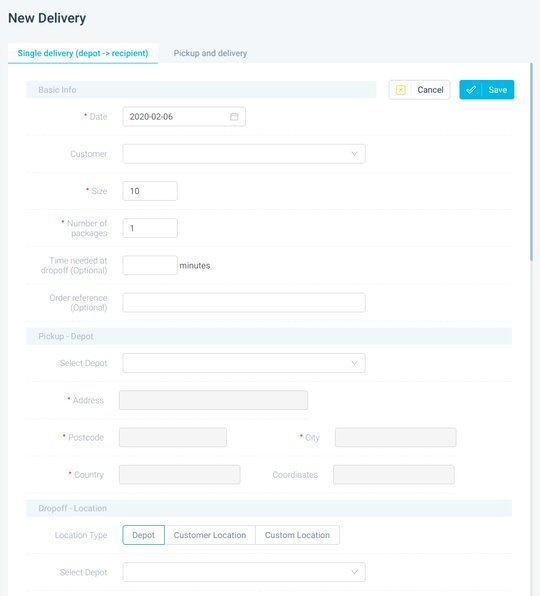 New Delivery
Single delivery (depot -> recipient) Pickup and delivery
Basic Info Cancel Save
* Date 2020-02-06
Customer
* Size 10
* Number of
packages 1
Time needed at
dropoff (Optional) minutes
Order reference
(Optional)
Pickup - Depot
Select Depot
* Address
* Postcode * City
* Country Coordinates
Dropoff - Location
Location Type Depot Customer Location Custom Location
Select Depot